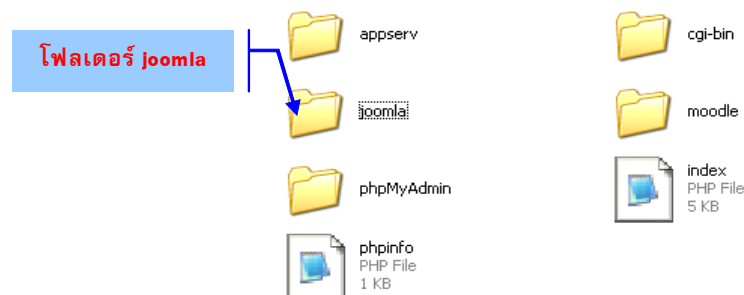 โฟลเดอร์ joomla
appserv
cgi-bin
joomla
moodle
phpMyAdmin
index
PHP File
5 KB
phpinfo
PHP File
1 KB